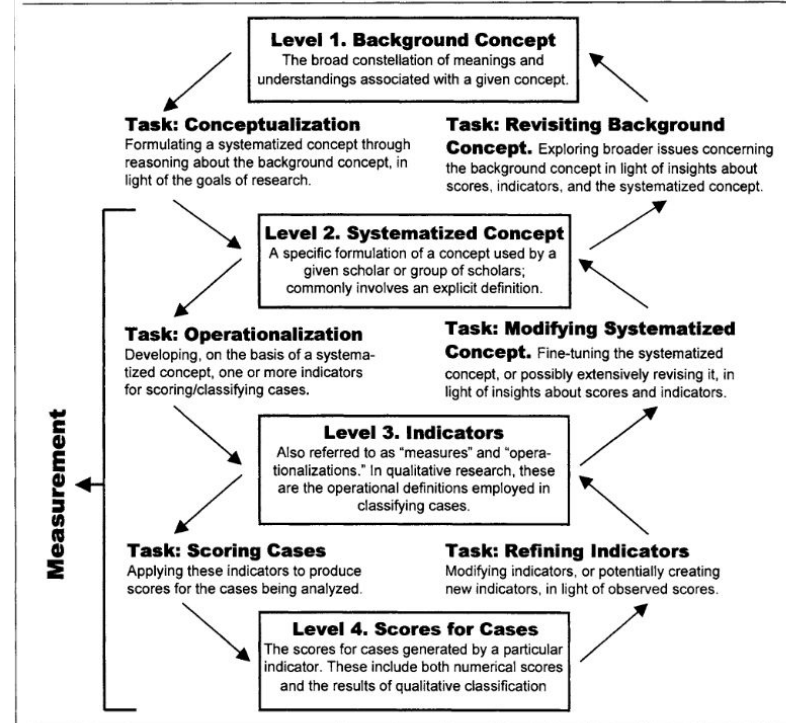 Level 1. Background Concept
The broad constellation of meanings and
understandings associated with a given concept.
Task: Conceptualization
Formulating a systematized concept through
reasoning about the background concept, in
light of the goals of research.
Task: Revisiting Background
Concept. Exploring broader issues concerning
the background concept in light of insights about
scores, indicators, and the systematized concept.
Level 2. Systematized Concept
A specific formulation of a concept used by a
given scholar or group of scholars;
commonly involves an explicit definition.
Task: Operationalization
Developing, on the basis of a systema-
tized concept, one or more indicators
for scoring/classifying cases.
Task: Modifying Systematized
Concept. Fine-tuning the systematized
concept, or possibly extensively revising it, in
light of insights about scores and indicators.
Measurement
Level 3. Indicators
Also referred to as “measures” and “opera-
tionalizations.” In qualitative research, these
are the operational definitions employed in
classifying cases.
Task: Scoring Cases
Applying these indicators to produce
scores for the cases being analyzed.
Task: Refining Indicators
Modifying indicators, or potentially creating
new indicators, in light of observed scores.
Level 4. Scores for Cases
The scores for cases generated by a particular
indicator. These include both numerical scores
and the results of qualitative classification